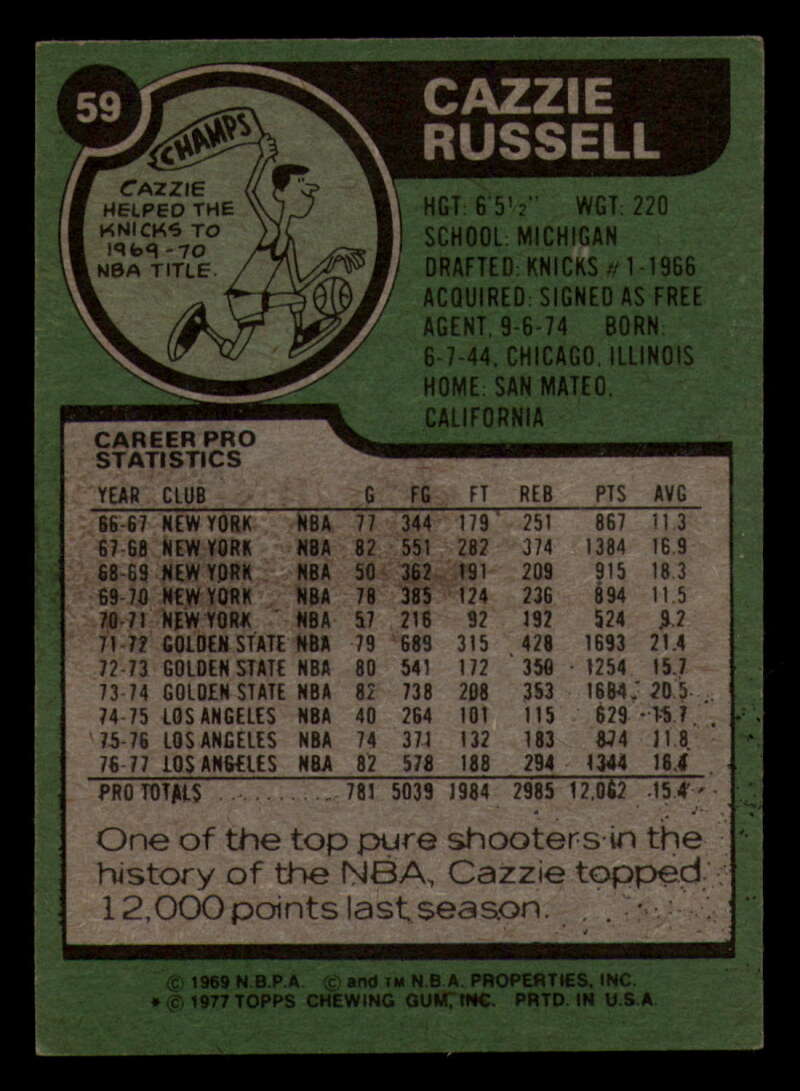 59
CAZZIE
RUSSELL
CHAMPS
CAZZIE
HELPED THE
KNICKS TO
1969-70
NBA TITLE.
HGT: 6'5½" WGT: 220
SCHOOL: MICHIGAN
DRAFTED: KNICKS #1-1966
ACQUIRED: SIGNED AS FREE
AGENT, 9-6-74 BORN:
6-7-44, CHICAGO, ILLINOIS
HOME: SAN MATEO,
CALIFORNIA
CAREER PRO
STATISTICS
YEAR CLUB G FG FT REB PTS AVG
66-67 NEW YORK NBA 77 344 179 251 867 11.3
67-68 NEW YORK NBA 82 551 282 374 1384 16.9
68-69 NEW YORK NBA 50 362 191 209 915 18.3
69-70 NEW YORK NBA 78 385 124 236 894 11.5
70-71 NEW YORK NBA 57 216 92 192 524 9.2
71-72 GOLDEN STATE NBA 79 689 315 428 1693 21.4
72-73 GOLDEN STATE NBA 80 541 172 350 1254 15.7
73-74 GOLDEN STATE NBA 82 738 208 353 1684 20.5
74-75 LOS ANGELES NBA 40 264 101 115 629 15.7
75-76 LOS ANGELES NBA 74 371 132 183 874 11.8
76-77 LOS ANGELES NBA 82 578 188 294 1344 16.4
PRO TOTALS 781 5039 1984 2985 12,062 15.4
One of the top pure shooters in the
history of the NBA, Cazzie topped
12,000 points last season.
© 1969 N.B.P.A. © and TM N.B.A. PROPERTIES, INC.
* © 1977 TOPPS CHEWING GUM, INC. PRTD. IN U.S.A.